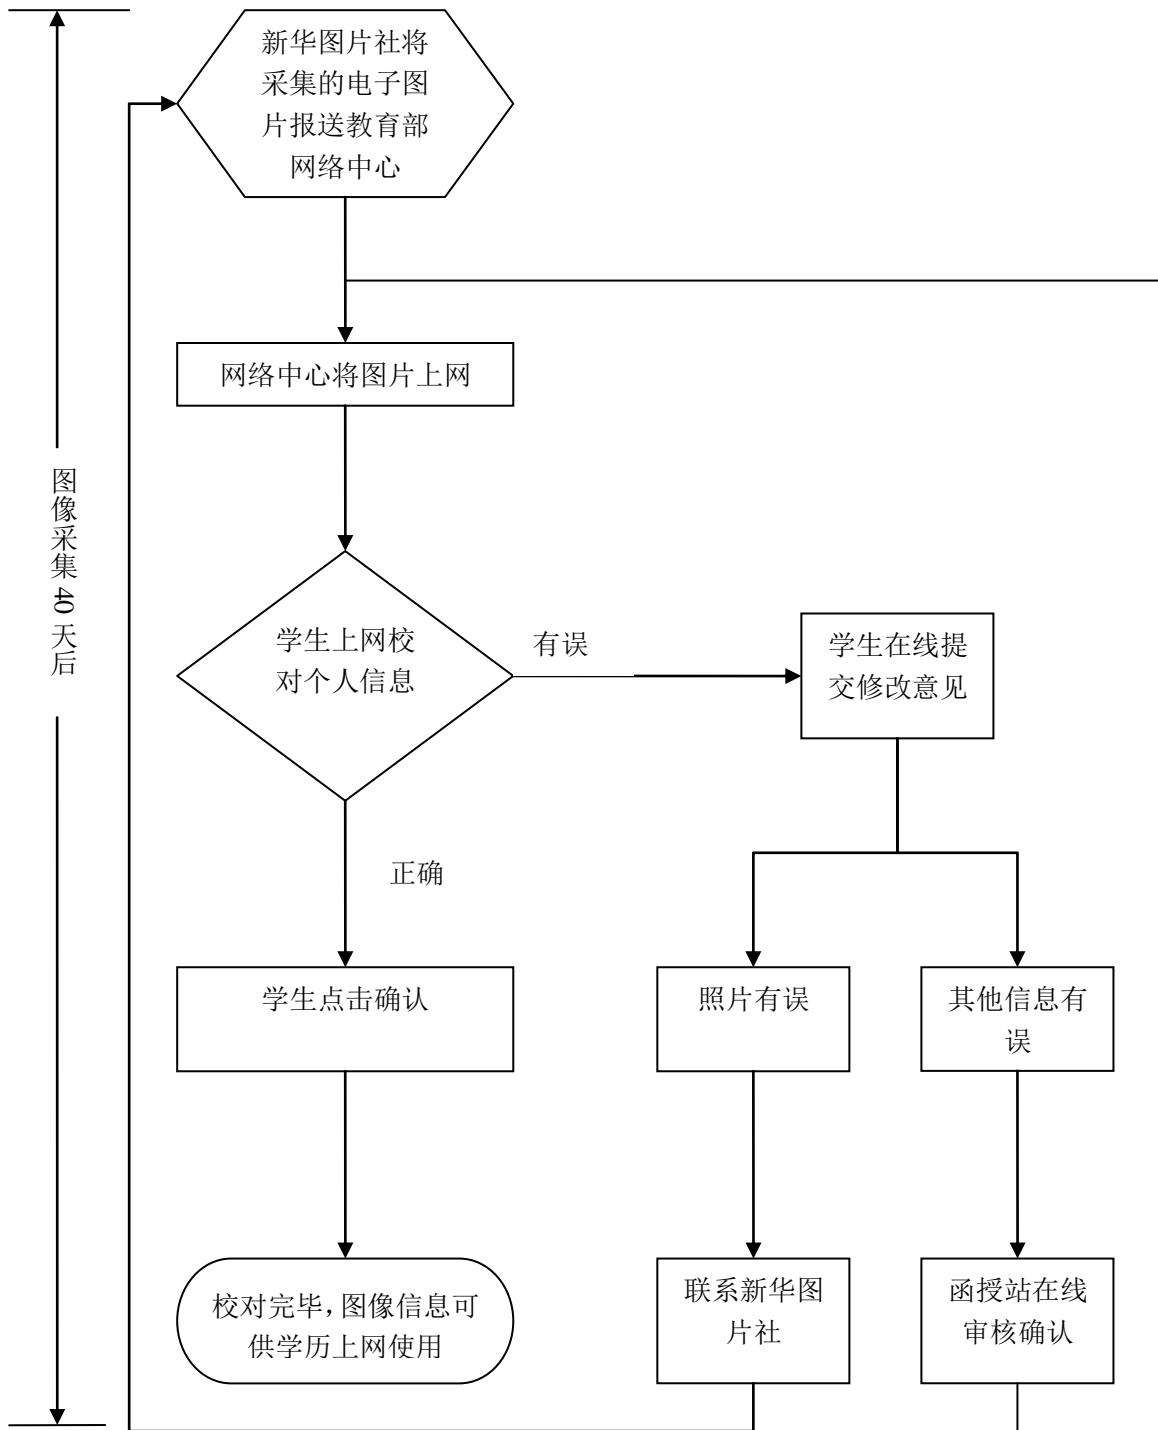 新华图片社将
采集的电子图
片报送教育部
网络中心
网络中心将图片上网
图像采集 40 天后
学生上网校
对个人信息
有误
学生在线提
交修改意见
正确
学生点击确认
照片有误
其他信息有
误
校对完毕，图像信息可
供学历上网使用
联系新华图
片社
函授站在线
审核确认